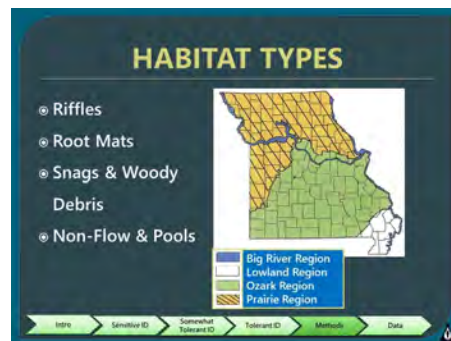 HABITAT TYPES
Riffles
Root Mats
Snags & Woody
Debris
Non-Flow & Pools
Big River Region
Lowland Region
Ozark Region
Prairie Region
Intro
Sensitive ID
Somewhat
Tolerant ID
Tolerant ID
Methods
Data